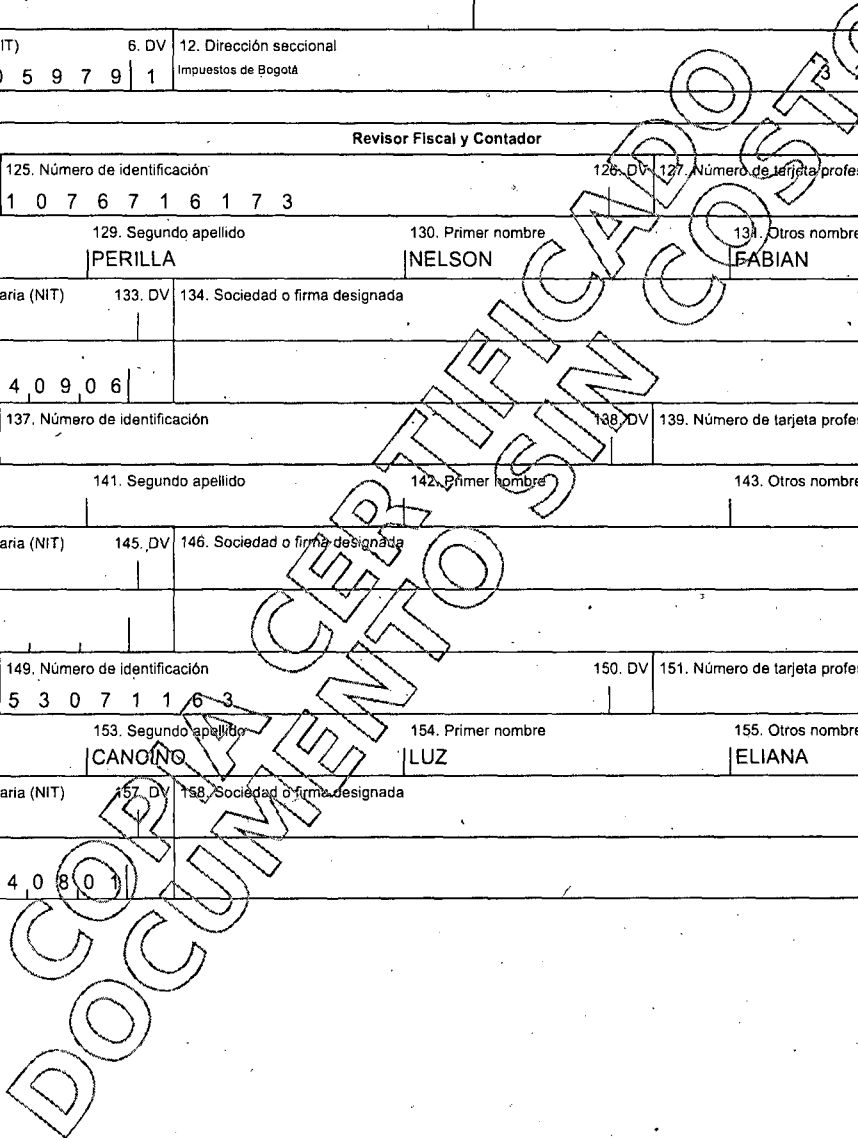 IT) 6. DV 12. Dirección seccional
5 9 7 9 1 Impuestos de Bogotá 3
Revisor Fiscal y Contador
125. Número de identificación 126. DV 127. Número de tarjeta profe
1 0 7 6 7 1 6 1 7 3
129. Segundo apellido 130. Primer nombre 131. Otros nombre
PERILLA NELSON FABIAN
aria (NIT) 133. DV 134. Sociedad o firma designada
4 0 9 0 6
137. Número de identificación 138. DV 139. Número de tarjeta profe
141. Segundo apellido 142. Primer nombre 143. Otros nombre
aria (NIT) 145. DV 146. Sociedad o firma designada
149. Número de identificación 150. DV 151. Número de tarjeta profe
5 3 0 7 1 1 6 3
153. Segundo apellido 154. Primer nombre 155. Otros nombre
CANCINO LUZ ELIANA
aria (NIT) 157. DV 158. Sociedad o firma designada
4 0 8 0 1
COPIA CERTIFICADO
DOCUMENTO SIN COSTO